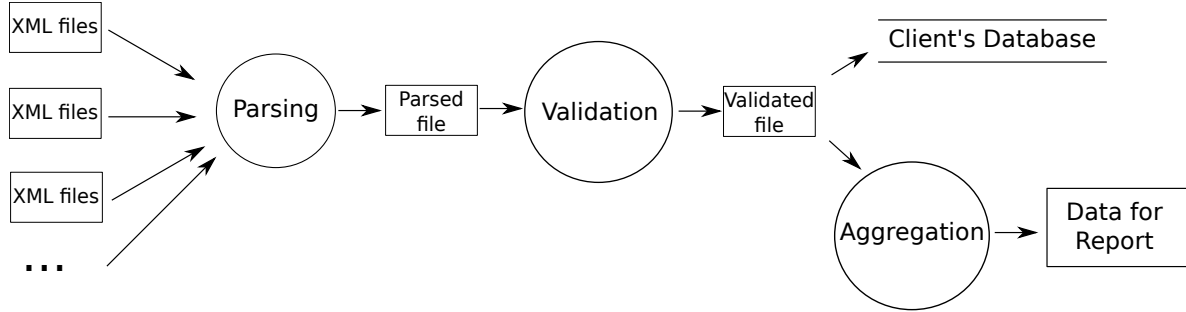 XML files
XML files
XML files
...
Parsing
Parsed
file
Validation
Validated
file
Client's Database
Aggregation
Data for
Report